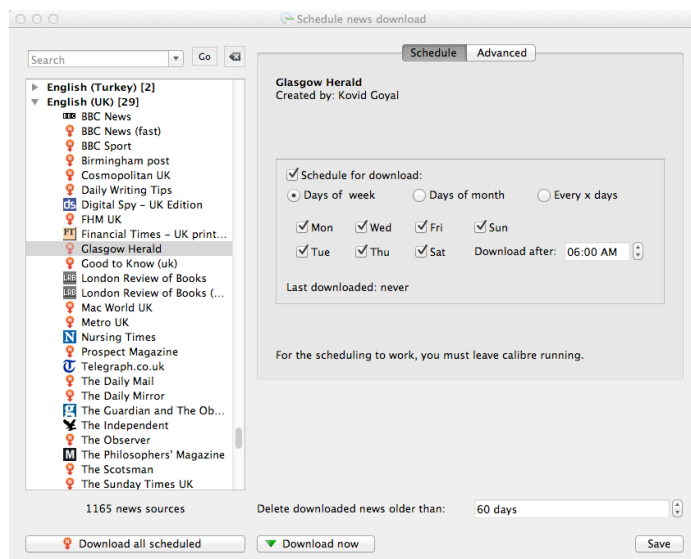 Schedule news download
Search
Go
Schedule
Advanced
English (Turkey) [2]
English (UK) [29]
BBC BBC News
BBC News (fast)
BBC Sport
Birmingham post
Cosmopolitan UK
Daily Writing Tips
ds Digital Spy – UK Edition
FHM UK
FT Financial Times – UK print...
Glasgow Herald
Good to Know (uk)
LRB London Review of Books
LRB London Review of Books (...
Mac World UK
Metro UK
N Nursing Times
Prospect Magazine
T Telegraph.co.uk
The Daily Mail
The Daily Mirror
g The Guardian and The Ob...
The Independent
The Observer
M The Philosophers' Magazine
The Scotsman
The Sunday Times UK
1165 news sources
Download all scheduled
Glasgow Herald
Created by: Kovid Goyal
Schedule for download:
Days of week Days of month Every x days
Mon Wed Fri Sun
Tue Thu Sat Download after: 06:00 AM
Last downloaded: never
For the scheduling to work, you must leave calibre running.
Delete downloaded news older than: 60 days
Download now
Save